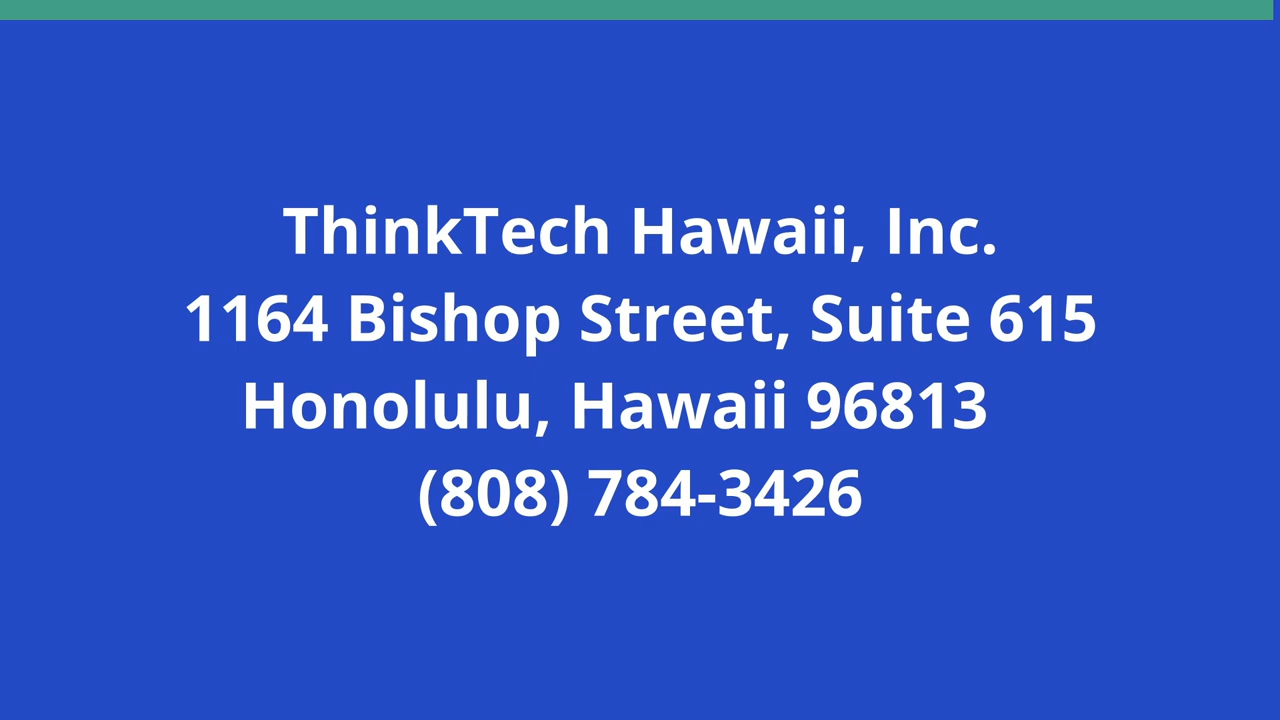 ThinkTech Hawaii, Inc.
1164 Bishop Street, Suite 615
Honolulu, Hawaii 96813
(808) 784-3426